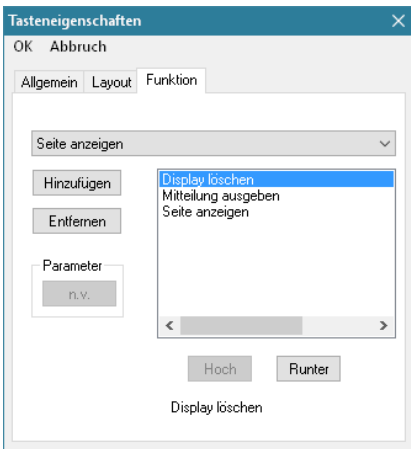 Tasteneigenschaften
OK Abbruch
Allgemein Layout Funktion
Seite anzeigen
Hinzufügen
Entfernen
Parameter
n.v.
Display löschen
Mitteilung ausgeben
Seite anzeigen
Hoch Runter
Display löschen